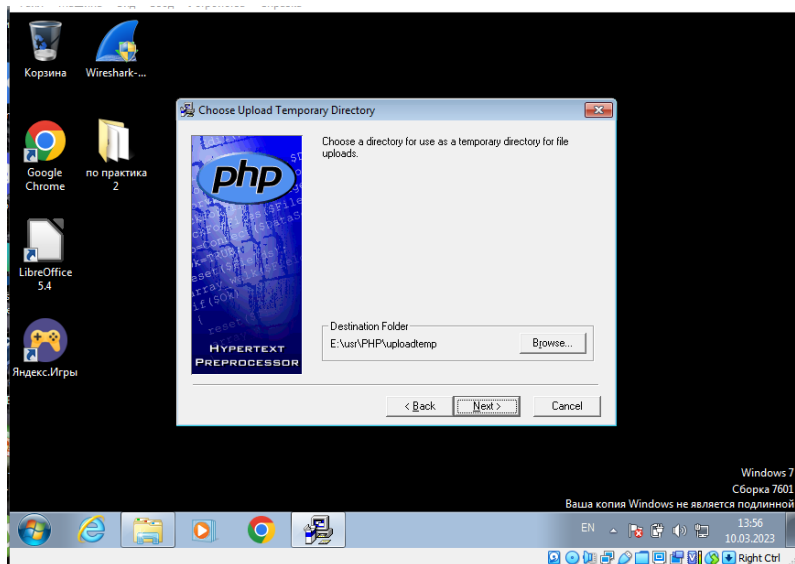 Корзина
Wireshark-...
Google
Chrome
по практика
2
LibreOffice
5.4
Яндекс.Игры
Choose Upload Temporary Directory
Choose a directory for use as a temporary directory for file
uploads.
php
HYPERTEXT
PREPROCESSOR
Destination Folder
E:\usr\PHP\uploadtemp
Browse...
< Back
Next >
Cancel
Windows 7
Сборка 7601
Ваша копия Windows не является подлинной
EN
13:56
10.03.2023
Right Ctrl